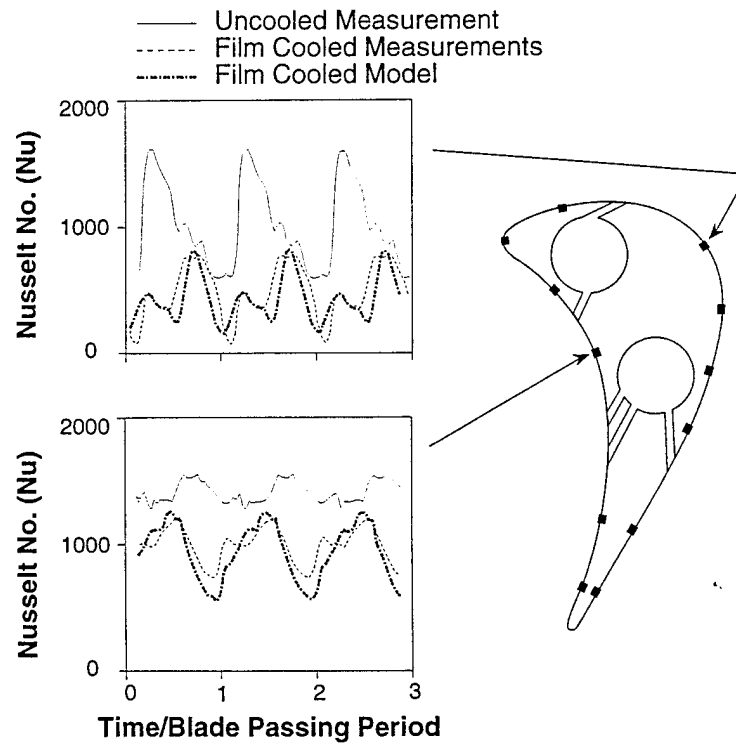 Uncooled Measurement
Film Cooled Measurements
Film Cooled Model
Nusselt No. (Nu)
2000
1000
0
Nusselt No. (Nu)
2000
1000
0
0 1 2 3
Time/Blade Passing Period